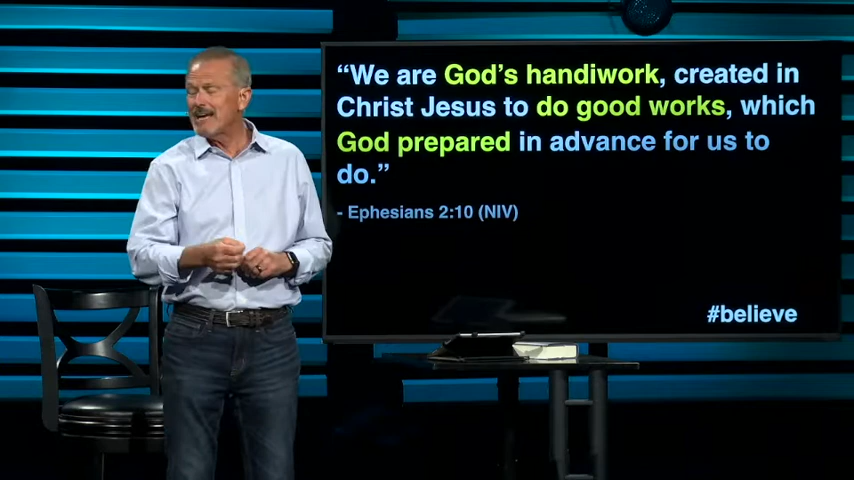 “We are God’s handiwork, created in
Christ Jesus to do good works, which
God prepared in advance for us to
do.”
- Ephesians 2:10 (NIV)
#believe